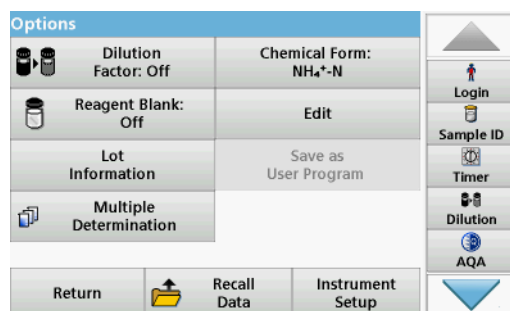 Options
Dilution
Factor: Off
Chemical Form:
NH₄⁺-N
Reagent Blank:
Off
Edit
Lot
Information
Save as
User Program
Multiple
Determination
Return
Recall
Data
Instrument
Setup
Login
Sample ID
Timer
Dilution
AQA